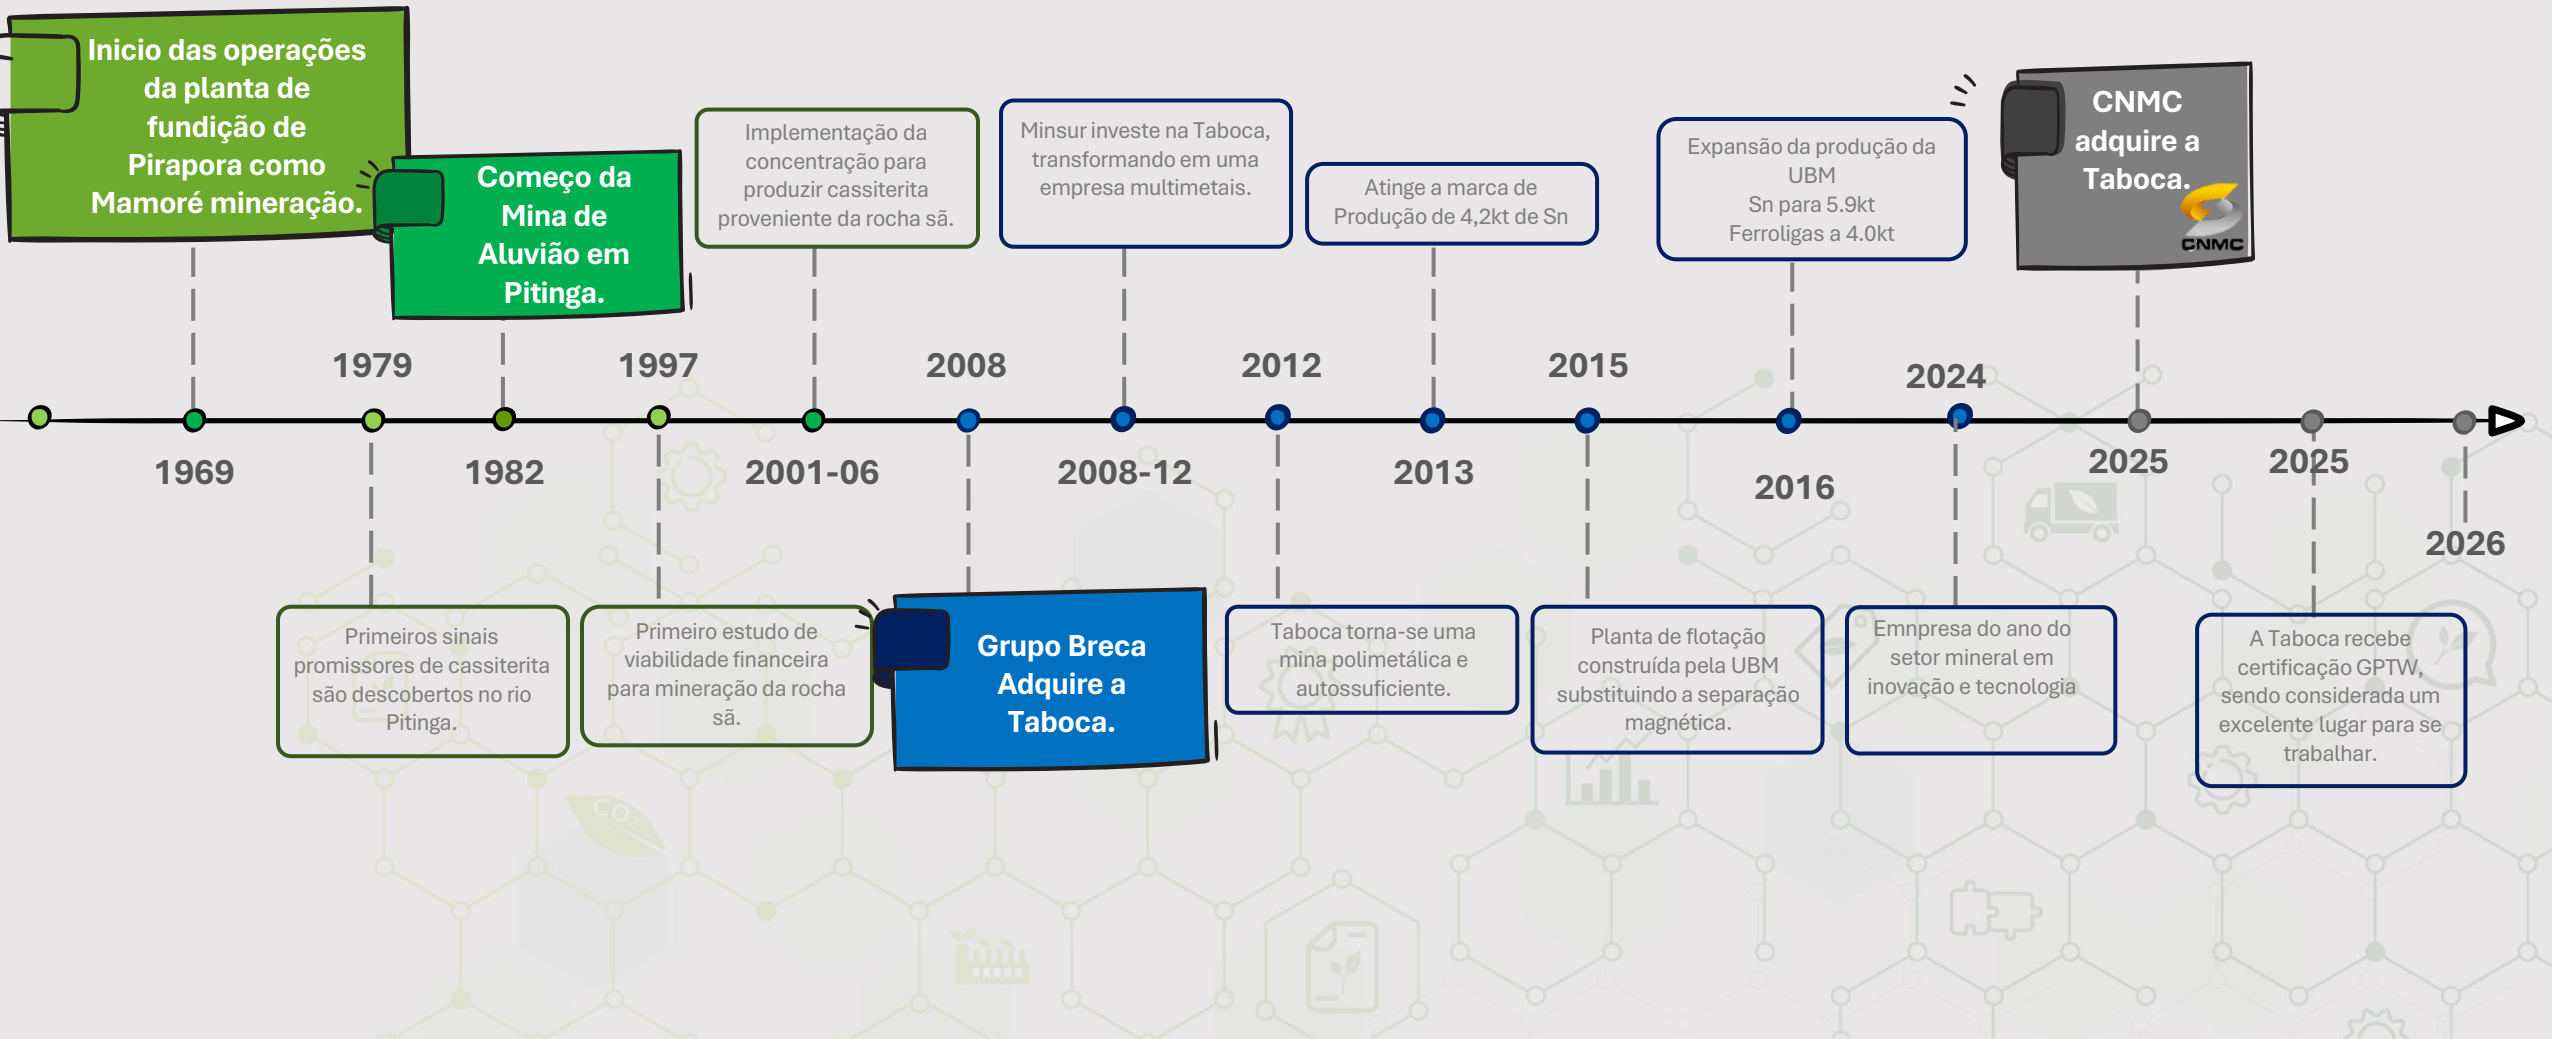 Inicio das operações
da planta de
fundição de
Pirapora como
Mamoré mineração.
Começo da
Mina de
Aluvião em
Pitinga.
Implementação da
concentração para
produzir cassiterita
proveniente da rocha sã.
Minsur investe na Taboca,
transformando em uma
empresa multimetais.
Atinge a marca de
Produção de 4,2kt de Sn
Expansão da produção da
UBM
Sn para 5.9kt
Ferroligas a 4.0kt
CNMC
adquire a
Taboca.
CNMC
1979
1997
2008
2012
2015
2024
1969
1982
2001-06
2008-12
2013
2016
2025
2025
2026
Primeiros sinais
promissores de cassiterita
são descobertos no rio
Pitinga.
Primeiro estudo de
viabilidade financeira
para mineração da rocha
sã.
Grupo Breca
Adquire a
Taboca.
Taboca torna-se uma
mina polimetálica e
autossuficiente.
Planta de flotação
construída pela UBM
substituindo a separação
magnética.
Emnpresa do ano do
setor mineral em
inovação e tecnologia
A Taboca recebe
certificação GPTW,
sendo considerada um
excelente lugar para se
trabalhar.
CO2